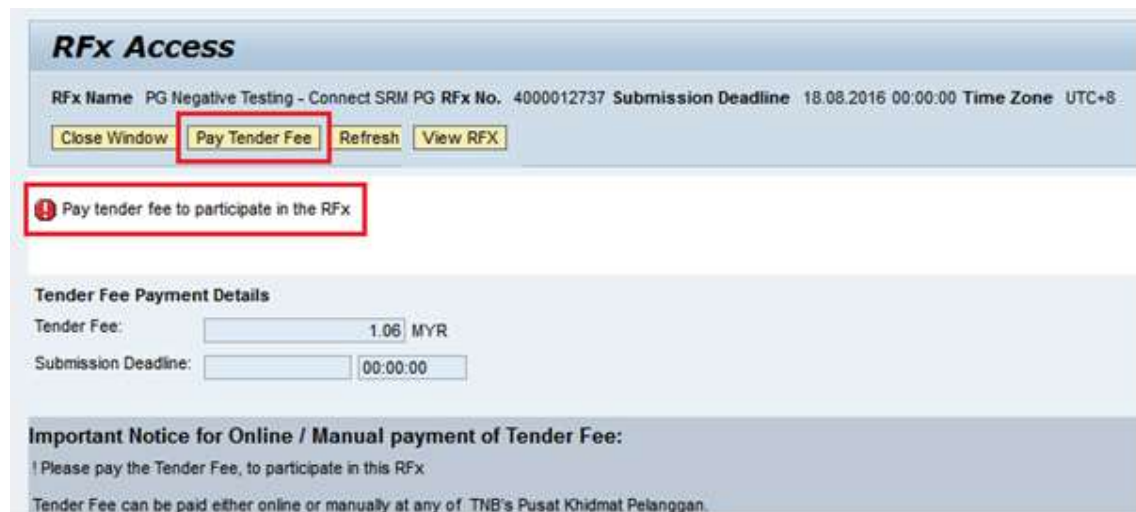 RFx Access
RFx Name PG Negative Testing - Connect SRM PG RFx No. 4000012737 Submission Deadline 18.08.2016 00:00:00 Time Zone UTC+8
Close Window Pay Tender Fee Refresh View RFX
Pay tender fee to participate in the RFx
Tender Fee Payment Details
Tender Fee: 1.06 MYR
Submission Deadline: 00:00:00
Important Notice for Online / Manual payment of Tender Fee:
! Please pay the Tender Fee, to participate in this RFx
Tender Fee can be paid either online or manually at any of TNB's Pusat Khidmat Pelanggan.